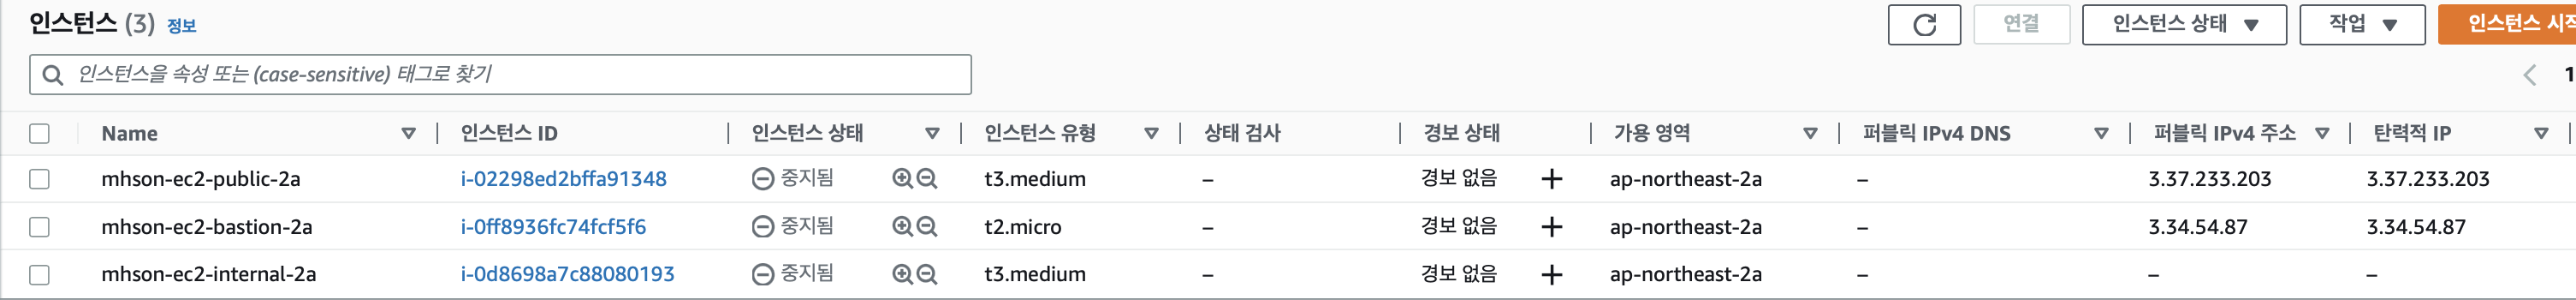 인스턴스 (3) 정보
연결
인스턴스 상태
작업
인스턴스 시작
인스턴스을 속성 또는 (case-sensitive) 태그로 찾기
1
Name 인스턴스 ID 인스턴스 상태 인스턴스 유형 상태 검사 경보 상태 가용 영역 퍼블릭 IPv4 DNS 퍼블릭 IPv4 주소 탄력적 IP
mhson-ec2-public-2a i-02298ed2bffa91348 중지됨 t3.medium – 경보 없음 + ap-northeast-2a – 3.37.233.203 3.37.233.203
mhson-ec2-bastion-2a i-0ff8936fc74fcf5f6 중지됨 t2.micro – 경보 없음 + ap-northeast-2a – 3.34.54.87 3.34.54.87
mhson-ec2-internal-2a i-0d8698a7c88080193 중지됨 t3.medium – 경보 없음 + ap-northeast-2a – – –